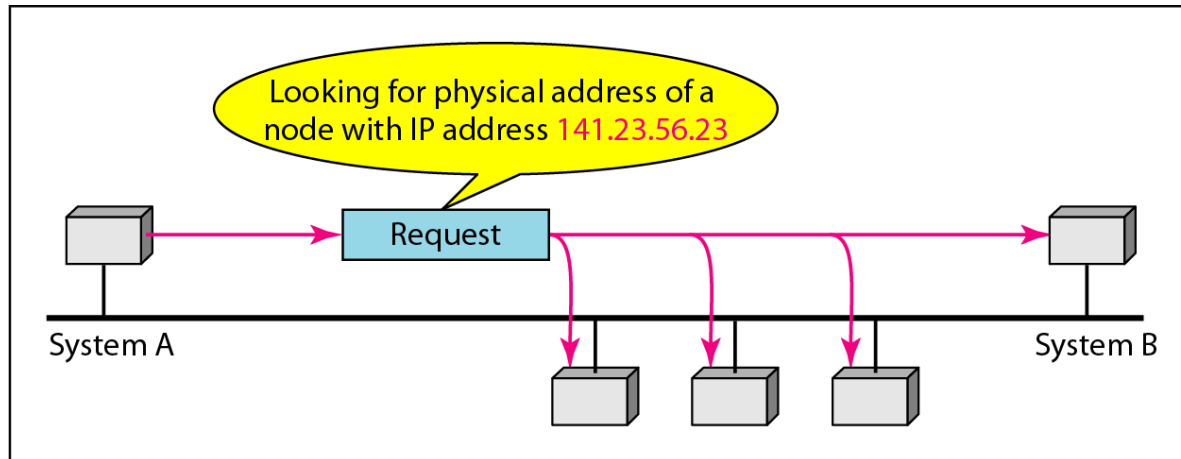 Looking for physical address of a
node with IP address 141.23.56.23
Request
System A
System B